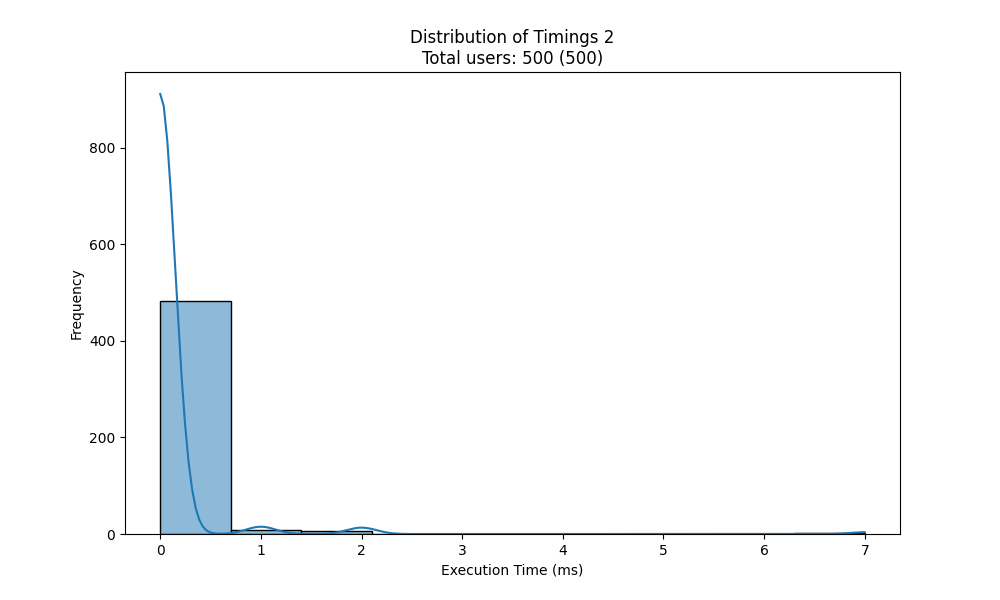 Distribution of Timings 2
Total users: 500 (500)
Frequency
800
600
400
200
0
0 1 2 3 4 5 6 7
Execution Time (ms)